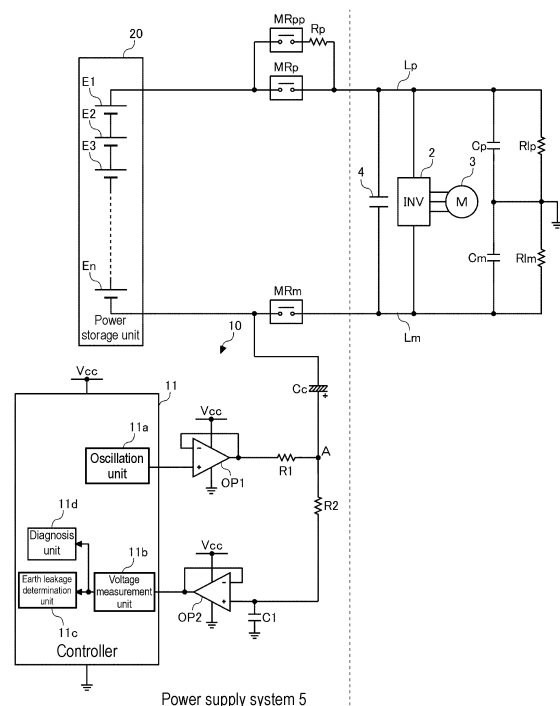 MRpp
Rp
20
MRp
Lp
E1
E2
E3
Cp
RIp
2
3
4
INV
M
Cm
RIm
En
MRm
Power
storage unit
10
Lm
Vcc
11
Cc
+
11a
Vcc
Oscillation
unit
-
+
OP1
R1
A
R2
11d
Diagnosis
unit
11b
Vcc
Earth leakage
determination
unit
Voltage
measurement
unit
-
+
OP2
C1
11c
Controller
Power supply system 5